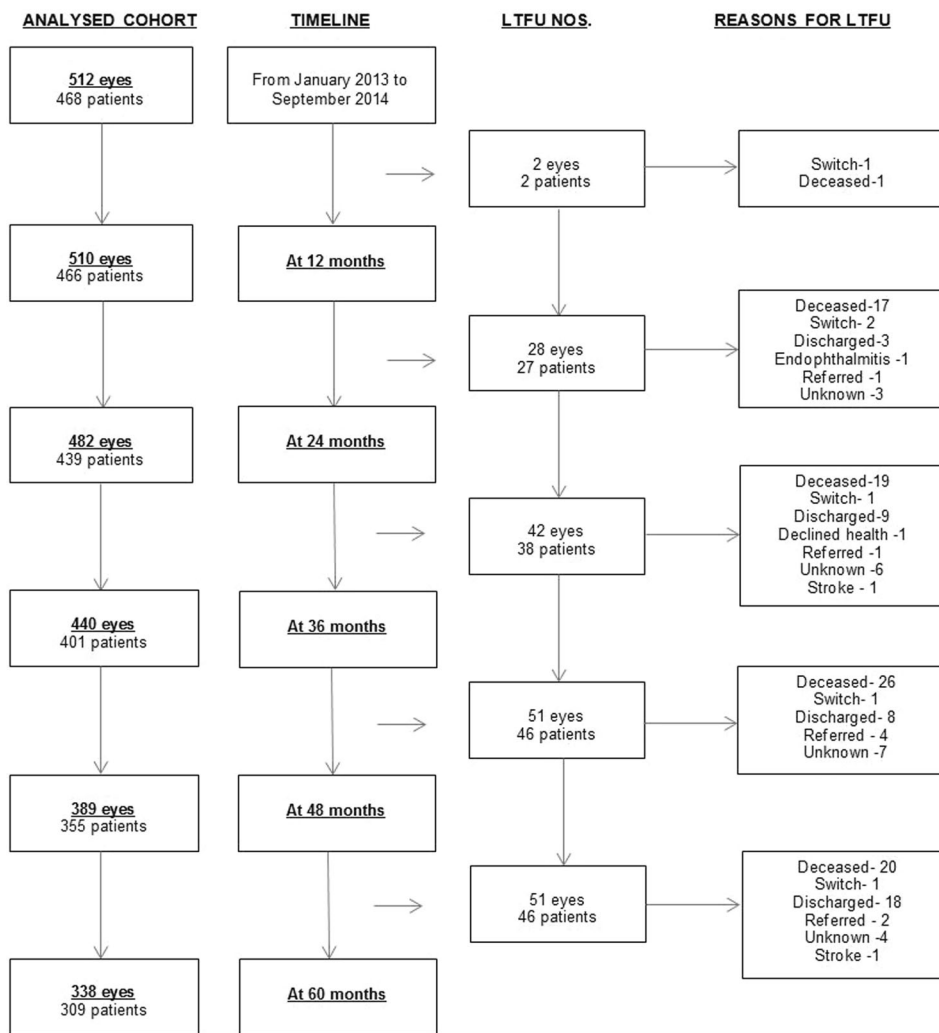 ANALYSED COHORT
TIMELINE
LTFU NOS.
REASONS FOR LTFU
512 eyes
468 patients
From January 2013 to
September 2014
2 eyes
2 patients
Switch-1
Deceased-1
510 eyes
466 patients
At 12 months
28 eyes
27 patients
Deceased-17
Switch- 2
Discharged-3
Endophthalmitis -1
Referred -1
Unknown -3
482 eyes
439 patients
At 24 months
42 eyes
38 patients
Deceased-19
Switch- 1
Discharged-9
Declined health -1
Referred -1
Unknown -6
Stroke - 1
440 eyes
401 patients
At 36 months
51 eyes
46 patients
Deceased- 26
Switch- 1
Discharged- 8
Referred - 4
Unknown -7
389 eyes
355 patients
At 48 months
51 eyes
46 patients
Deceased- 20
Switch- 1
Discharged- 18
Referred - 2
Unknown -4
Stroke -1
338 eyes
309 patients
At 60 months